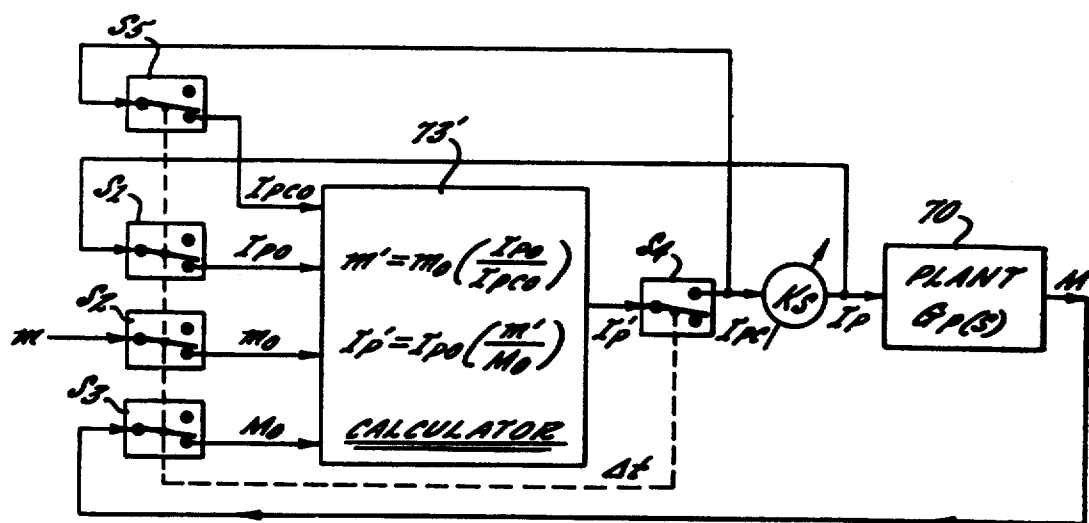 S5
73'
IPCO
S1
IPO
70
m' = mo (IPO / IPCO)
S4
PLANT
GP(S)
M
S2
m
mo
IP'
IPC
KS
IP
IP' = IPO (m' / MO)
S3
MO
CALCULATOR
Δt